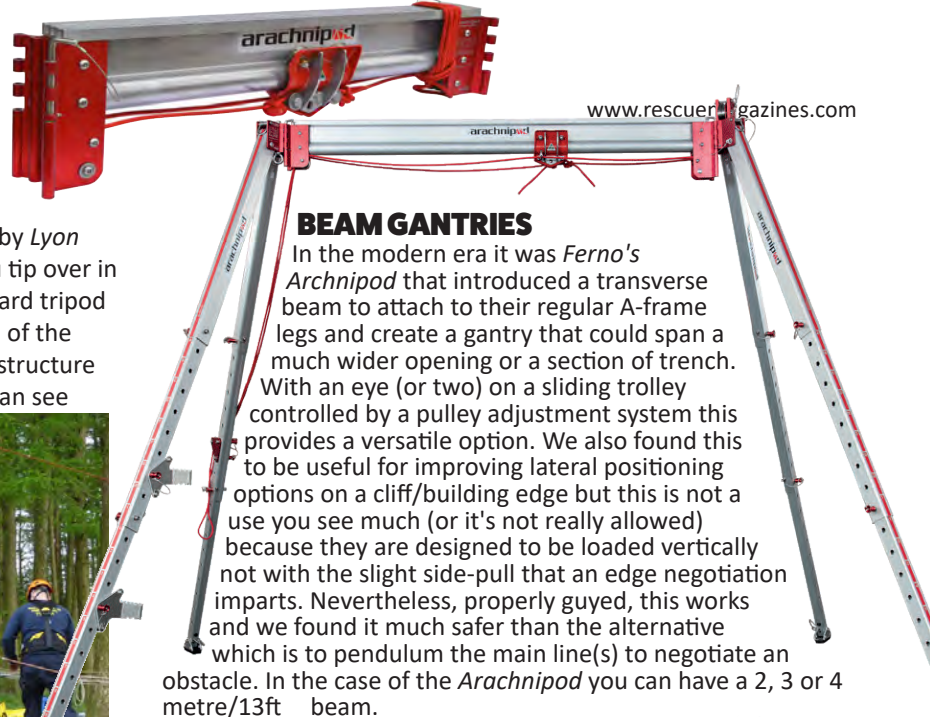 arachnipod
www.rescuemagazines.com
arachnipod
arachnipod
arachnipod
by Lyon
tip over in
ard tripod
of the
structure
an see
BEAM GANTRIES
In the modern era it was Ferno's
Archnipod that introduced a transverse
beam to attach to their regular A-frame
legs and create a gantry that could span a
much wider opening or a section of trench.
With an eye (or two) on a sliding trolley
controlled by a pulley adjustment system this
provides a versatile option. We also found this
to be useful for improving lateral positioning
options on a cliff/building edge but this is not a
use you see much (or it's not really allowed)
because they are designed to be loaded vertically
not with the slight side-pull that an edge negotiation
imparts. Nevertheless, properly guyed, this works
and we found it much safer than the alternative
which is to pendulum the main line(s) to negotiate an
obstacle. In the case of the Arachnipod you can have a 2, 3 or 4
metre/13ft beam.